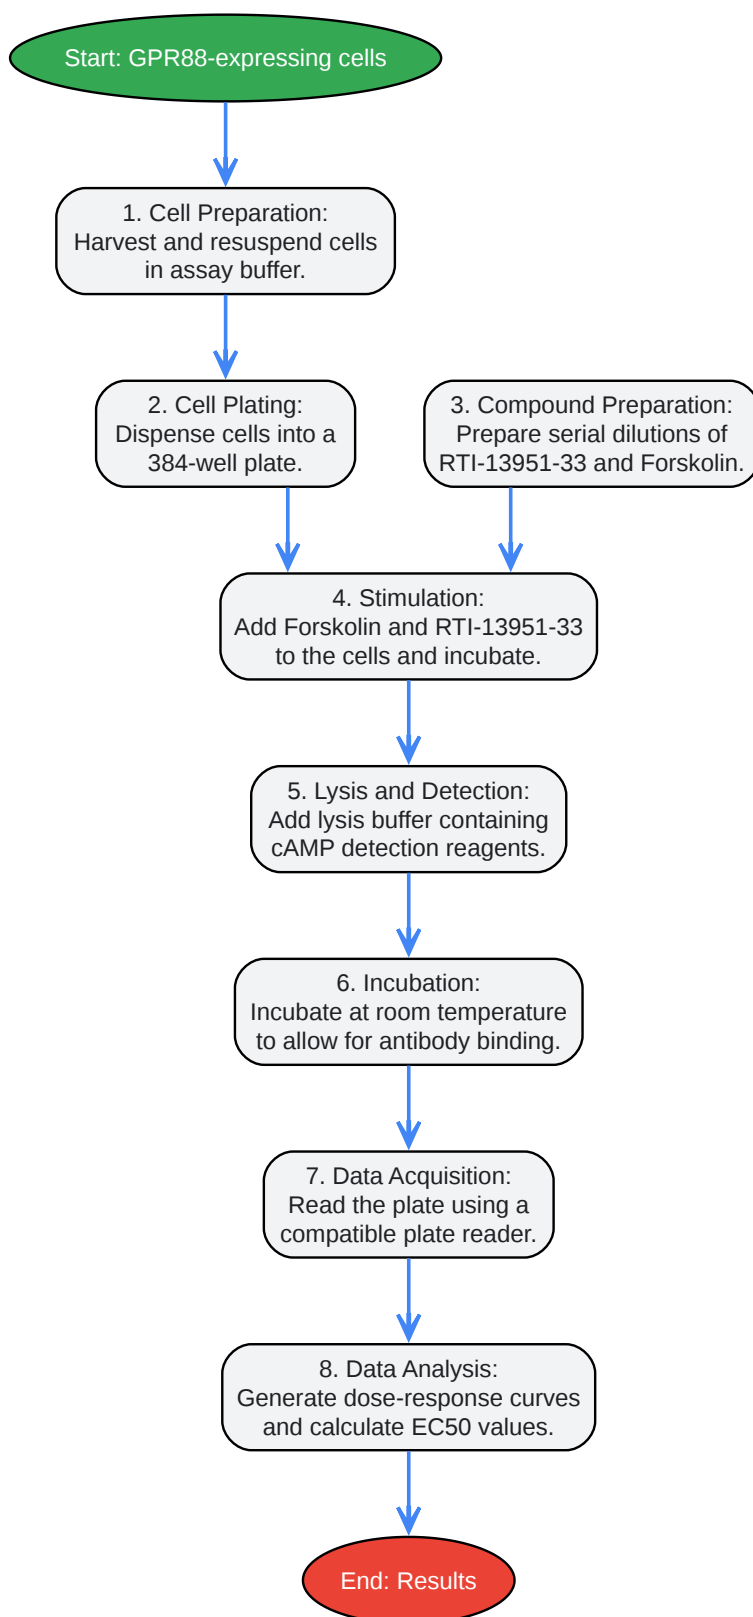 Start: GPR88-expressing cells
1. Cell Preparation:
Harvest and resuspend cells
in assay buffer.
2. Cell Plating:
Dispense cells into a
384-well plate.
3. Compound Preparation:
Prepare serial dilutions of
RTI-13951-33 and Forskolin.
4. Stimulation:
Add Forskolin and RTI-13951-33
to the cells and incubate.
5. Lysis and Detection:
Add lysis buffer containing
cAMP detection reagents.
6. Incubation:
Incubate at room temperature
to allow for antibody binding.
7. Data Acquisition:
Read the plate using a
compatible plate reader.
8. Data Analysis:
Generate dose-response curves
and calculate EC50 values.
End: Results